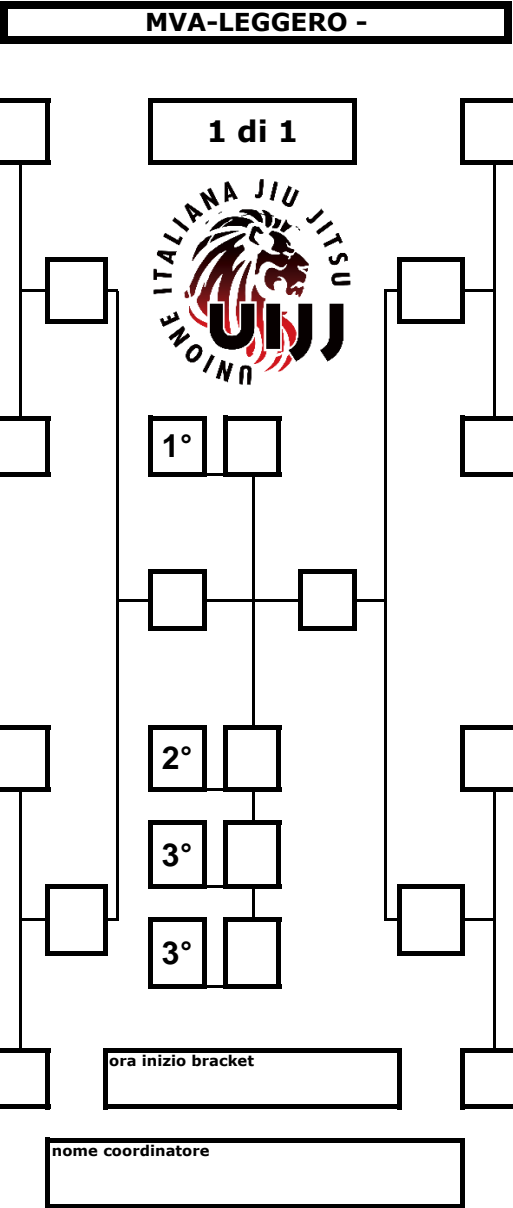 MVA-LEGGERO -
1 di 1
UNIONE ITALIANA JIU JITSU
UIJJ
1°
2°
3°
3°
ora inizio bracket
nome coordinatore